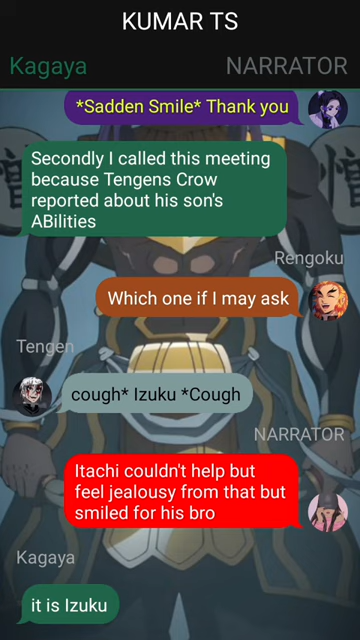 KUMAR TS
Kagaya
NARRATOR
*Sadden Smile* Thank you
Secondly I called this meeting
because Tengens Crow
reported about his son's
ABilities
Rengoku
Which one if I may ask
Tengen
cough* Izuku *Cough
NARRATOR
Itachi couldn't help but
feel jealousy from that but
smiled for his bro
Kagaya
it is Izuku